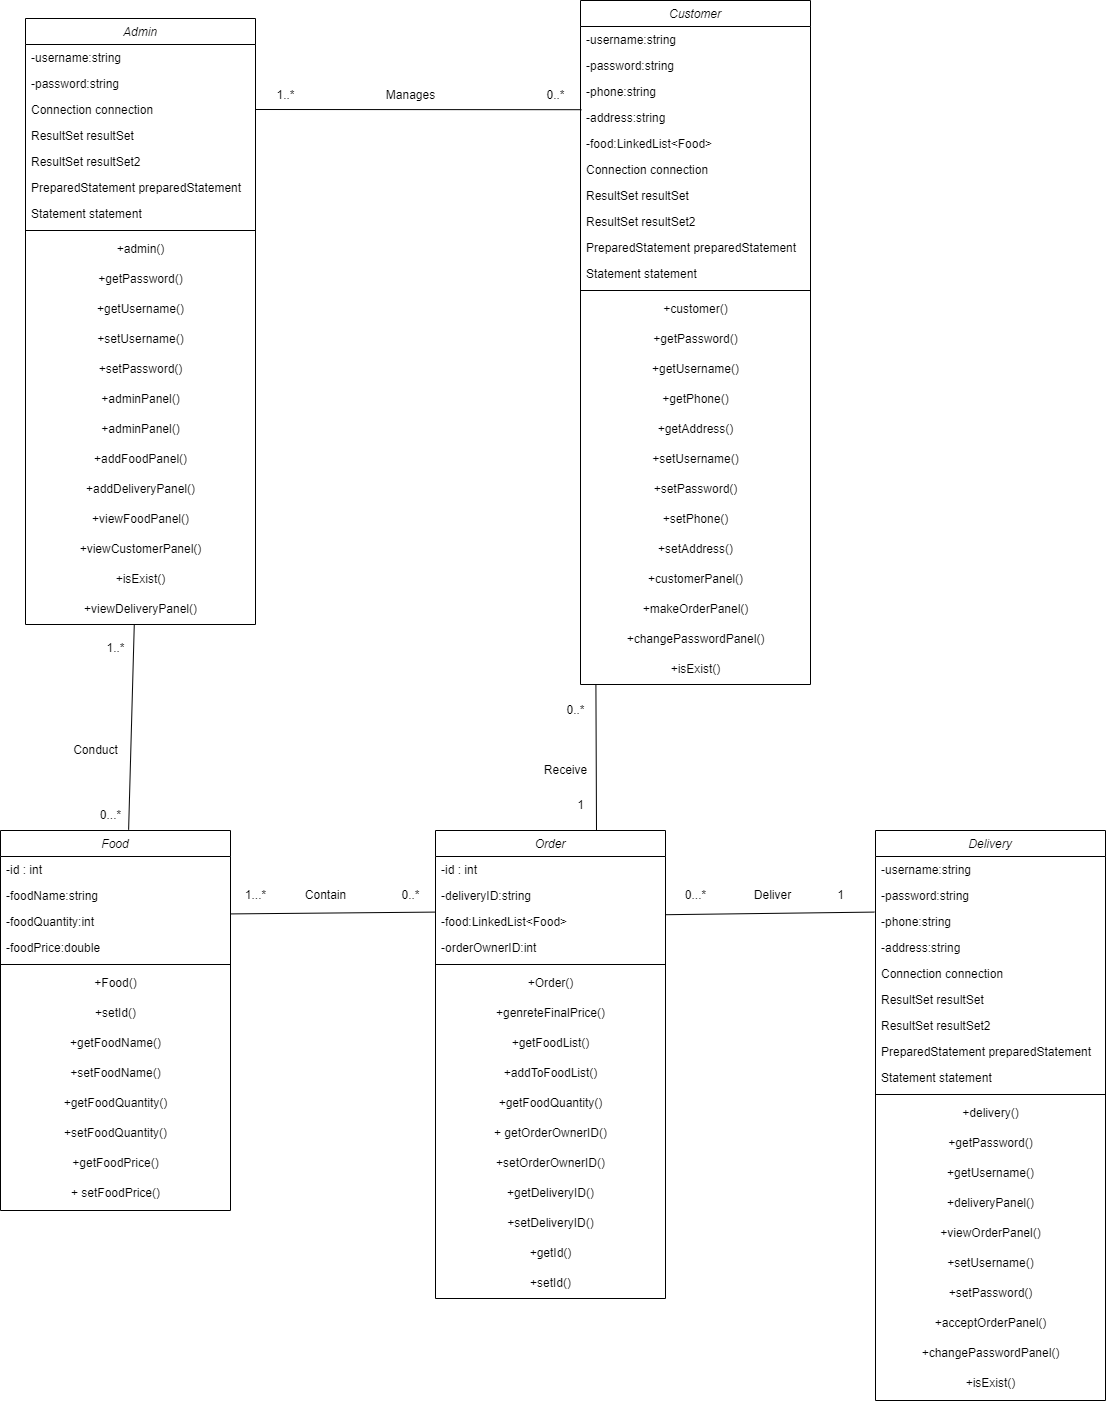 Admin
-username:string
-password:string
Connection connection
ResultSet resultSet
ResultSet resultSet2
PreparedStatement preparedStatement
Statement statement
+admin()
+getPassword()
+getUsername()
+setUsername()
+setPassword()
+adminPanel()
+adminPanel()
+addFoodPanel()
+addDeliveryPanel()
+viewFoodPanel()
+viewCustomerPanel()
+isExist()
+viewDeliveryPanel()
1..*
Manages
0..*
Customer
-username:string
-password:string
-phone:string
-address:string
-food:LinkedList<Food>
Connection connection
ResultSet resultSet
ResultSet resultSet2
PreparedStatement preparedStatement
Statement statement
+customer()
+getPassword()
+getUsername()
+getPhone()
+getAddress()
+setUsername()
+setPassword()
+setPhone()
+setAddress()
+customerPanel()
+makeOrderPanel()
+changePasswordPanel()
+isExist()
1..*
Conduct
0...*
0..*
Receive
1
Food
-id : int
-foodName:string
-foodQuantity:int
-foodPrice:double
+Food()
+setId()
+getFoodName()
+setFoodName()
+getFoodQuantity()
+setFoodQuantity()
+getFoodPrice()
+ setFoodPrice()
1...*
Contain
0..*
Order
-id : int
-deliveryID:string
-food:LinkedList<Food>
-orderOwnerID:int
+Order()
+genreteFinalPrice()
+getFoodList()
+addToFoodList()
+getFoodQuantity()
+ getOrderOwnerID()
+setOrderOwnerID()
+getDeliveryID()
+setDeliveryID()
+getId()
+setId()
0...*
Deliver
1
Delivery
-username:string
-password:string
-phone:string
-address:string
Connection connection
ResultSet resultSet
ResultSet resultSet2
PreparedStatement preparedStatement
Statement statement
+delivery()
+getPassword()
+getUsername()
+deliveryPanel()
+viewOrderPanel()
+setUsername()
+setPassword()
+acceptOrderPanel()
+changePasswordPanel()
+isExist()